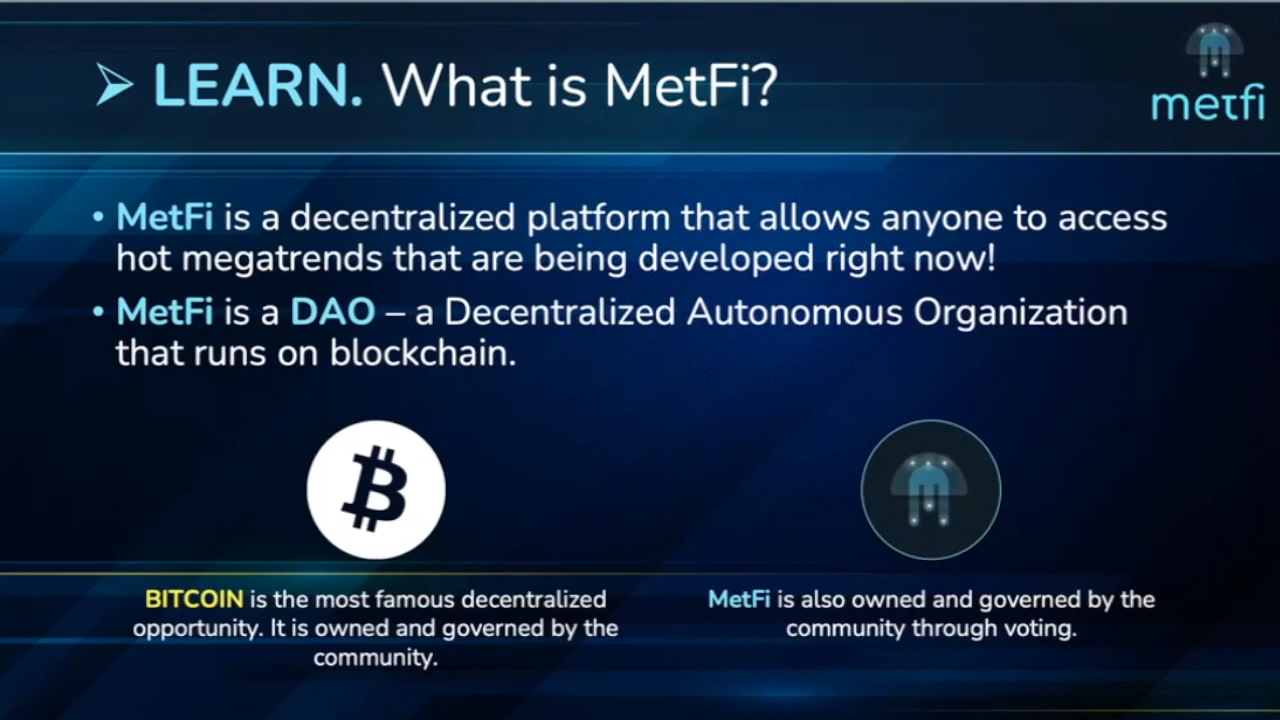 LEARN. What is MetFi?
metfi
• MetFi is a decentralized platform that allows anyone to access
hot megatrends that are being developed right now!
• MetFi is a DAO – a Decentralized Autonomous Organization
that runs on blockchain.
BITCOIN is the most famous decentralized
opportunity. It is owned and governed by the
community.
MetFi is also owned and governed by the
community through voting.